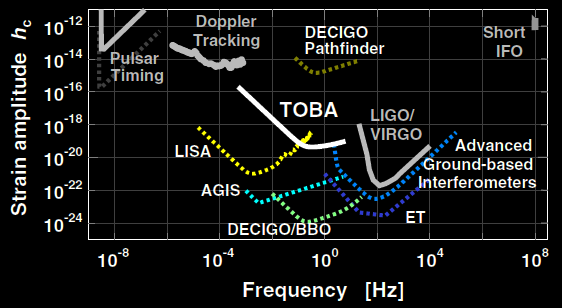 Strain amplitude h_c
10^-12
10^-14
10^-16
10^-18
10^-20
10^-22
10^-24
Doppler
Tracking
DECIGO
Pathfinder
Short
IFO
Pulsar
Timing
TOBA
LIGO/
VIRGO
LISA
Advanced
Ground-based
Interferometers
AGIS
ET
DECIGO/BBO
10^-8
10^-4
10^0
10^4
10^8
Frequency [Hz]